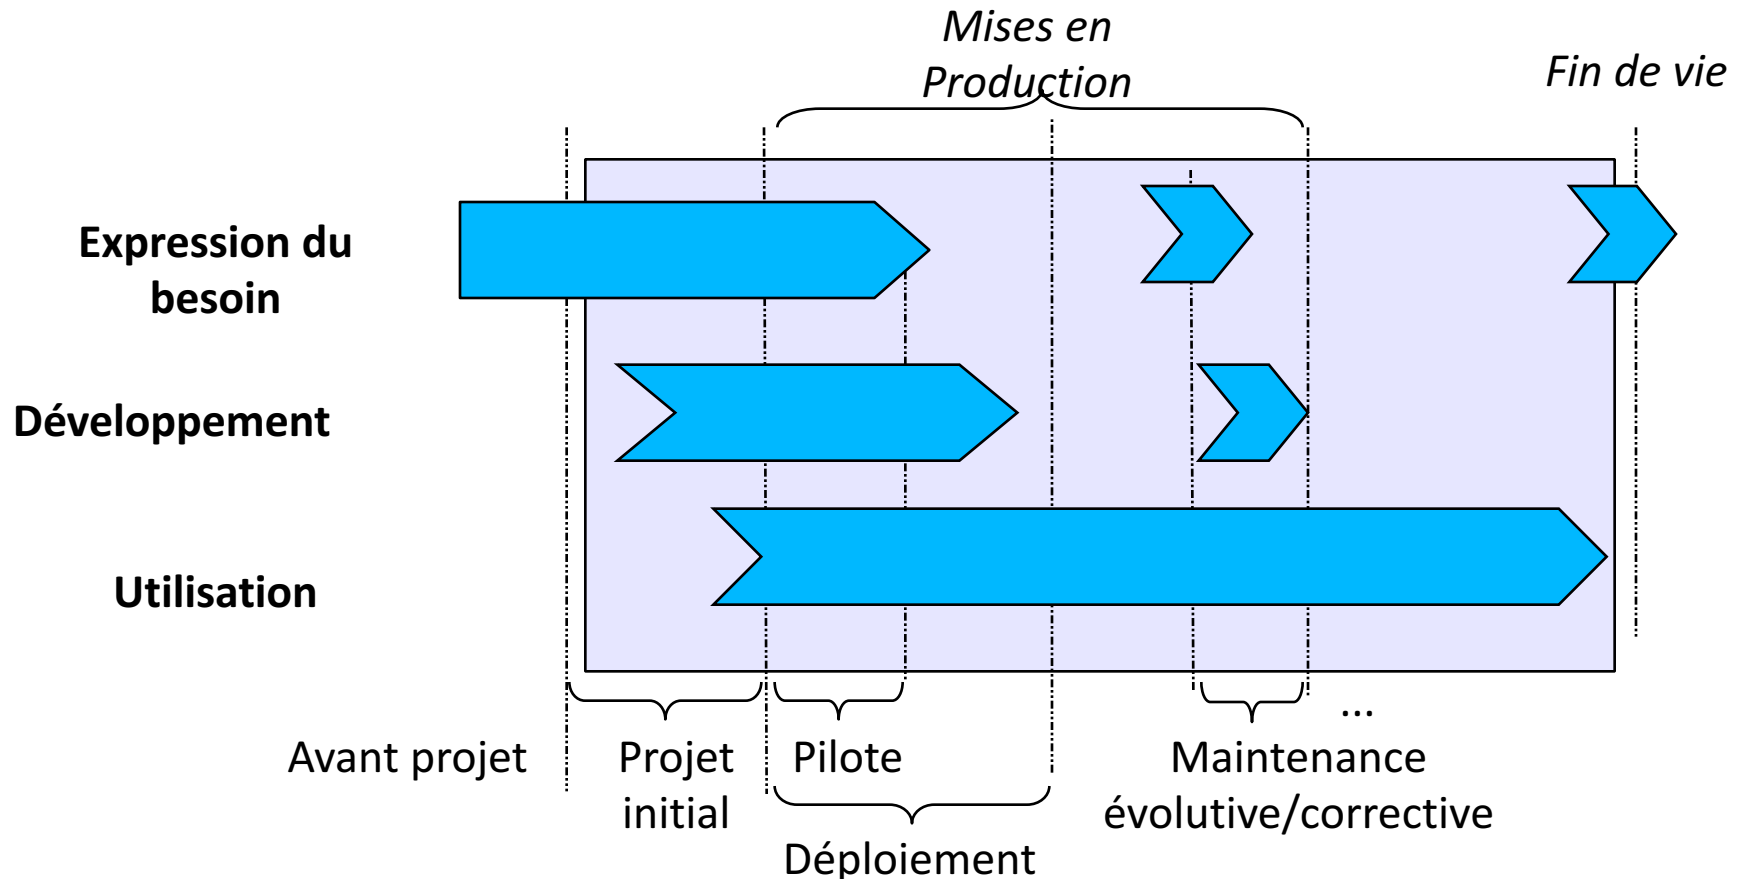 Mises en
Production
Fin de vie
Expression du
besoin
Développement
Utilisation
...
Avant projet
Projet
initial
Pilote
Maintenance
évolutive/corrective
Déploiement